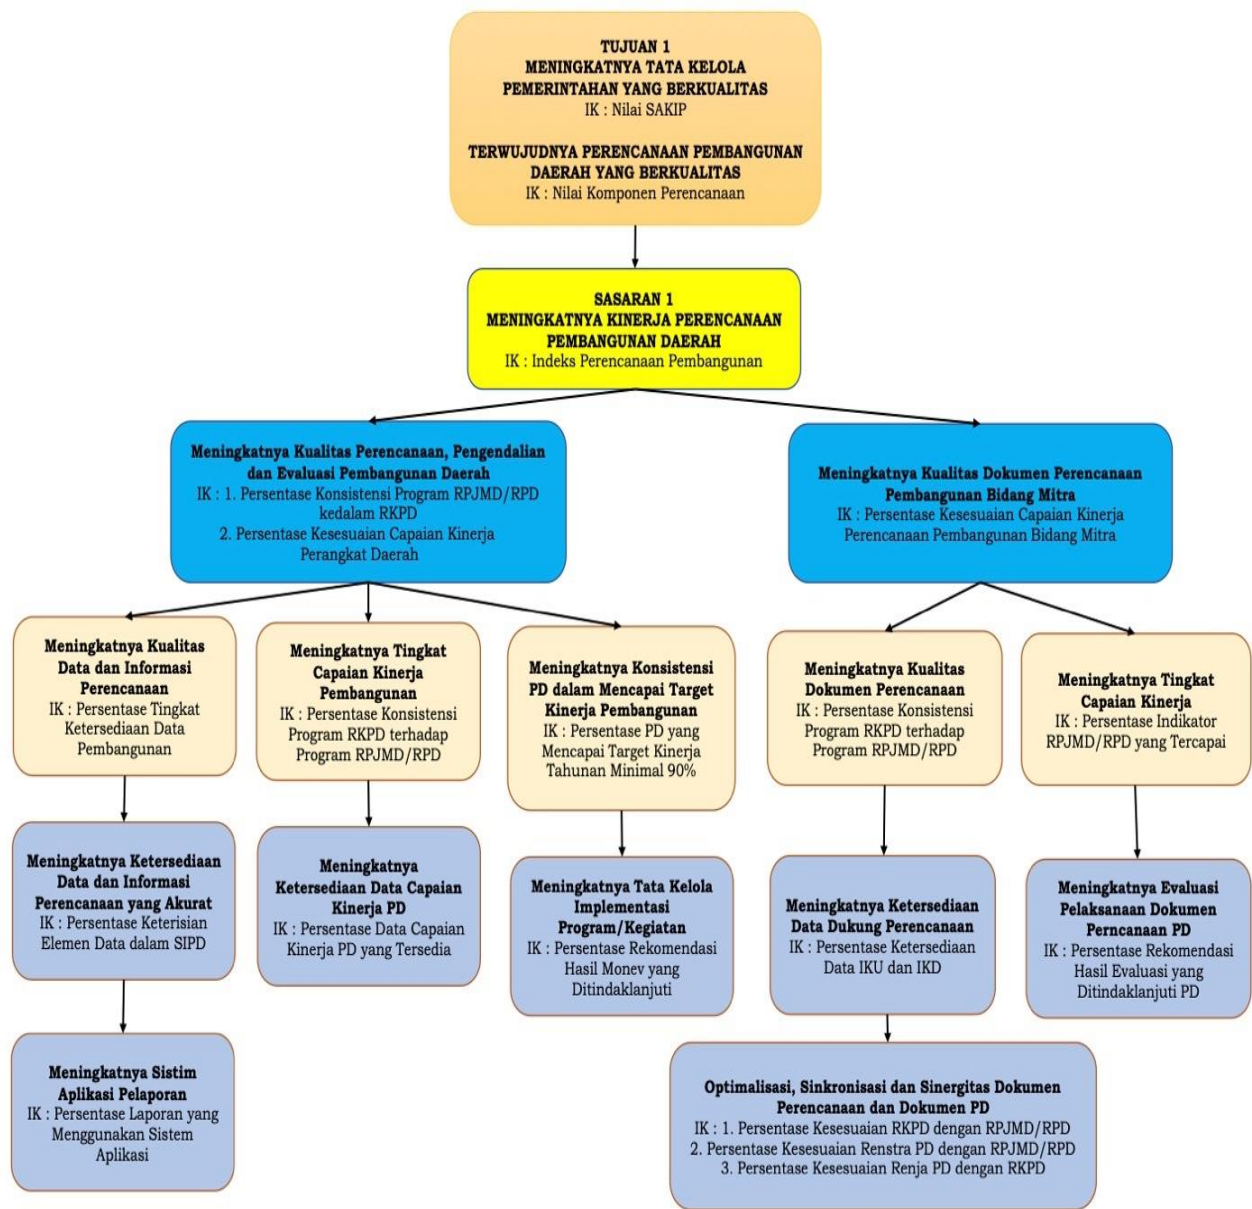 TUJUAN 1
MENINGKATNYA TATA KELOLA
PEMERINTAHAN YANG BERKUALITAS
IK : Nilai SAKIP
TERWUJUDNYA PERENCANAAN PEMBANGUNAN
DAERAH YANG BERKUALITAS
IK : Nilai Komponen Perencanaan
SASARAN 1
MENINGKATNYA KINERJA PERENCANAAN
PEMBANGUNAN DAERAH
IK : Indeks Perencanaan Pembangunan
Meningkatnya Kualitas Perencanaan, Pengendalian
dan Evaluasi Pembangunan Daerah
IK : 1. Persentase Konsistensi Program RPJMD/RPD
kedalam RKPD
2. Persentase Kesesuaian Capaian Kinerja
Perangkat Daerah
Meningkatnya Kualitas Dokumen Perencanaan
Pembangunan Bidang Mitra
IK : Persentase Kesesuaian Capaian Kinerja
Perencanaan Pembangunan Bidang Mitra
Meningkatnya Kualitas
Data dan Informasi
Perencanaan
IK : Persentase Tingkat
Ketersediaan Data
Pembangunan
Meningkatnya Tingkat
Capaian Kinerja
Pembangunan
IK : Persentase Konsistensi
Program RKPD terhadap
Program RPJMD/RPD
Meningkatnya Konsistensi
PD dalam Mencapai Target
Kinerja Pembangunan
IK : Persentase PD yang
Mencapai Target Kinerja
Tahunan Minimal 90%
Meningkatnya Kualitas
Dokumen Perencanaan
IK : Persentase Konsistensi
Program RKPD terhadap
Program RPJMD/RPD
Meningkatnya Tingkat
Capaian Kinerja
IK : Persentase Indikator
RPJMD/RPD yang Tercapai
Meningkatnya Ketersediaan
Data dan Informasi
Perencanaan yang Akurat
IK : Persentase Keterisian
Elemen Data dalam SIPD
Meningkatnya
Ketersediaan Data Capaian
Kinerja PD
IK : Persentase Data Capaian
Kinerja PD yang Tersedia
Meningkatnya Tata Kelola
Implementasi
Program/Kegiatan
IK : Persentase Rekomendasi
Hasil Monev yang
Ditindaklanjuti
Meningkatnya Ketersediaan
Data Dukung Perencanaan
IK : Persentase Ketersediaan
Data IKU dan IKD
Meningkatnya Evaluasi
Pelaksanaan Dokumen
Perncanaan PD
IK : Persentase Rekomendasi
Hasil Evaluasi yang
Ditindaklanjuti PD
Meningkatnya Sistim
Aplikasi Pelaporan
IK : Persentase Laporan yang
Menggunakan Sistem
Aplikasi
Optimalisasi, Sinkronisasi dan Sinergitas Dokumen
Perencanaan dan Dokumen PD
IK : 1. Persentase Kesesuaian RKPD dengan RPJMD/RPD
2. Persentase Kesesuaian Renstra PD dengan RPJMD/RPD
3. Persentase Kesesuaian Renja PD dengan RKPD